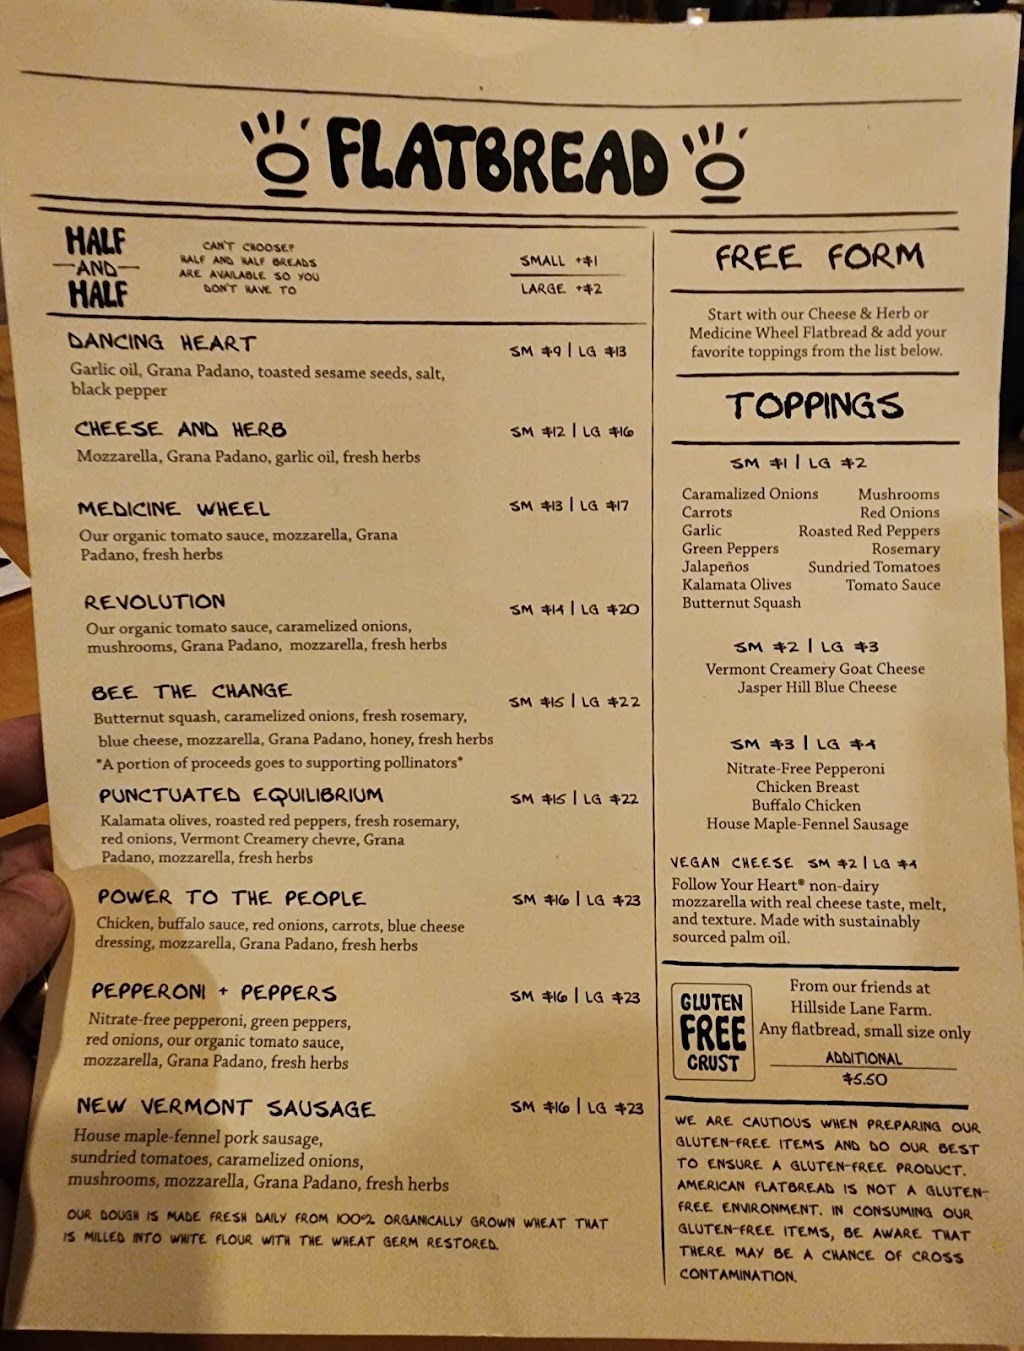 FLATBREAD
HALF
AND
HALF
CAN'T CHOOSE?
HALF AND HALF BREADS
ARE AVAILABLE SO YOU
DON'T HAVE TO
SMALL +$1
LARGE +$2
DANCING HEART
SM $9 | LG $13
Garlic oil, Grana Padano, toasted sesame seeds, salt,
black pepper
CHEESE AND HERB
SM $12 | LG $16
Mozzarella, Grana Padano, garlic oil, fresh herbs
MEDICINE WHEEL
SM $13 | LG $17
Our organic tomato sauce, mozzarella, Grana
Padano, fresh herbs
REVOLUTION
SM $14 | LG $20
Our organic tomato sauce, caramelized onions,
mushrooms, Grana Padano, mozzarella, fresh herbs
BEE THE CHANGE
SM $15 | LG $22
Butternut squash, caramelized onions, fresh rosemary,
blue cheese, mozzarella, Grana Padano, honey, fresh herbs
*A portion of proceeds goes to supporting pollinators*
PUNCTUATED EQUILIBRIUM
SM $15 | LG $22
Kalamata olives, roasted red peppers, fresh rosemary,
red onions, Vermont Creamery chevre, Grana
Padano, mozzarella, fresh herbs
POWER TO THE PEOPLE
SM $16 | LG $23
Chicken, buffalo sauce, red onions, carrots, blue cheese
dressing, mozzarella, Grana Padano, fresh herbs
PEPPERONI + PEPPERS
SM $16 | LG $23
Nitrate-free pepperoni, green peppers,
red onions, our organic tomato sauce,
mozzarella, Grana Padano, fresh herbs
NEW VERMONT SAUSAGE
SM $16 | LG $23
House maple-fennel pork sausage,
sundried tomatoes, caramelized onions,
mushrooms, mozzarella, Grana Padano, fresh herbs
OUR DOUGH IS MADE FRESH DAILY FROM 100% ORGANICALLY GROWN WHEAT THAT
IS MILLED INTO WHITE FLOUR WITH THE WHEAT GERM RESTORED.
FREE FORM
Start with our Cheese & Herb or
Medicine Wheel Flatbread & add your
favorite toppings from the list below.
TOPPINGS
SM $1 | LG $2
Caramalized Onions Mushrooms
Carrots Red Onions
Garlic Roasted Red Peppers
Green Peppers Rosemary
Jalapeños Sundried Tomatoes
Kalamata Olives Tomato Sauce
Butternut Squash
SM $2 | LG $3
Vermont Creamery Goat Cheese
Jasper Hill Blue Cheese
SM $3 | LG $4
Nitrate-Free Pepperoni
Chicken Breast
Buffalo Chicken
House Maple-Fennel Sausage
VEGAN CHEESE SM $2 | LG $4
Follow Your Heart® non-dairy
mozzarella with real cheese taste, melt,
and texture. Made with sustainably
sourced palm oil.
GLUTEN
FREE
CRUST
From our friends at
Hillside Lane Farm.
Any flatbread, small size only
ADDITIONAL
$5.50
WE ARE CAUTIOUS WHEN PREPARING OUR
GLUTEN-FREE ITEMS AND DO OUR BEST
TO ENSURE A GLUTEN-FREE PRODUCT.
AMERICAN FLATBREAD IS NOT A GLUTEN-
FREE ENVIRONMENT. IN CONSUMING OUR
GLUTEN-FREE ITEMS, BE AWARE THAT
THERE MAY BE A CHANCE OF CROSS
CONTAMINATION.